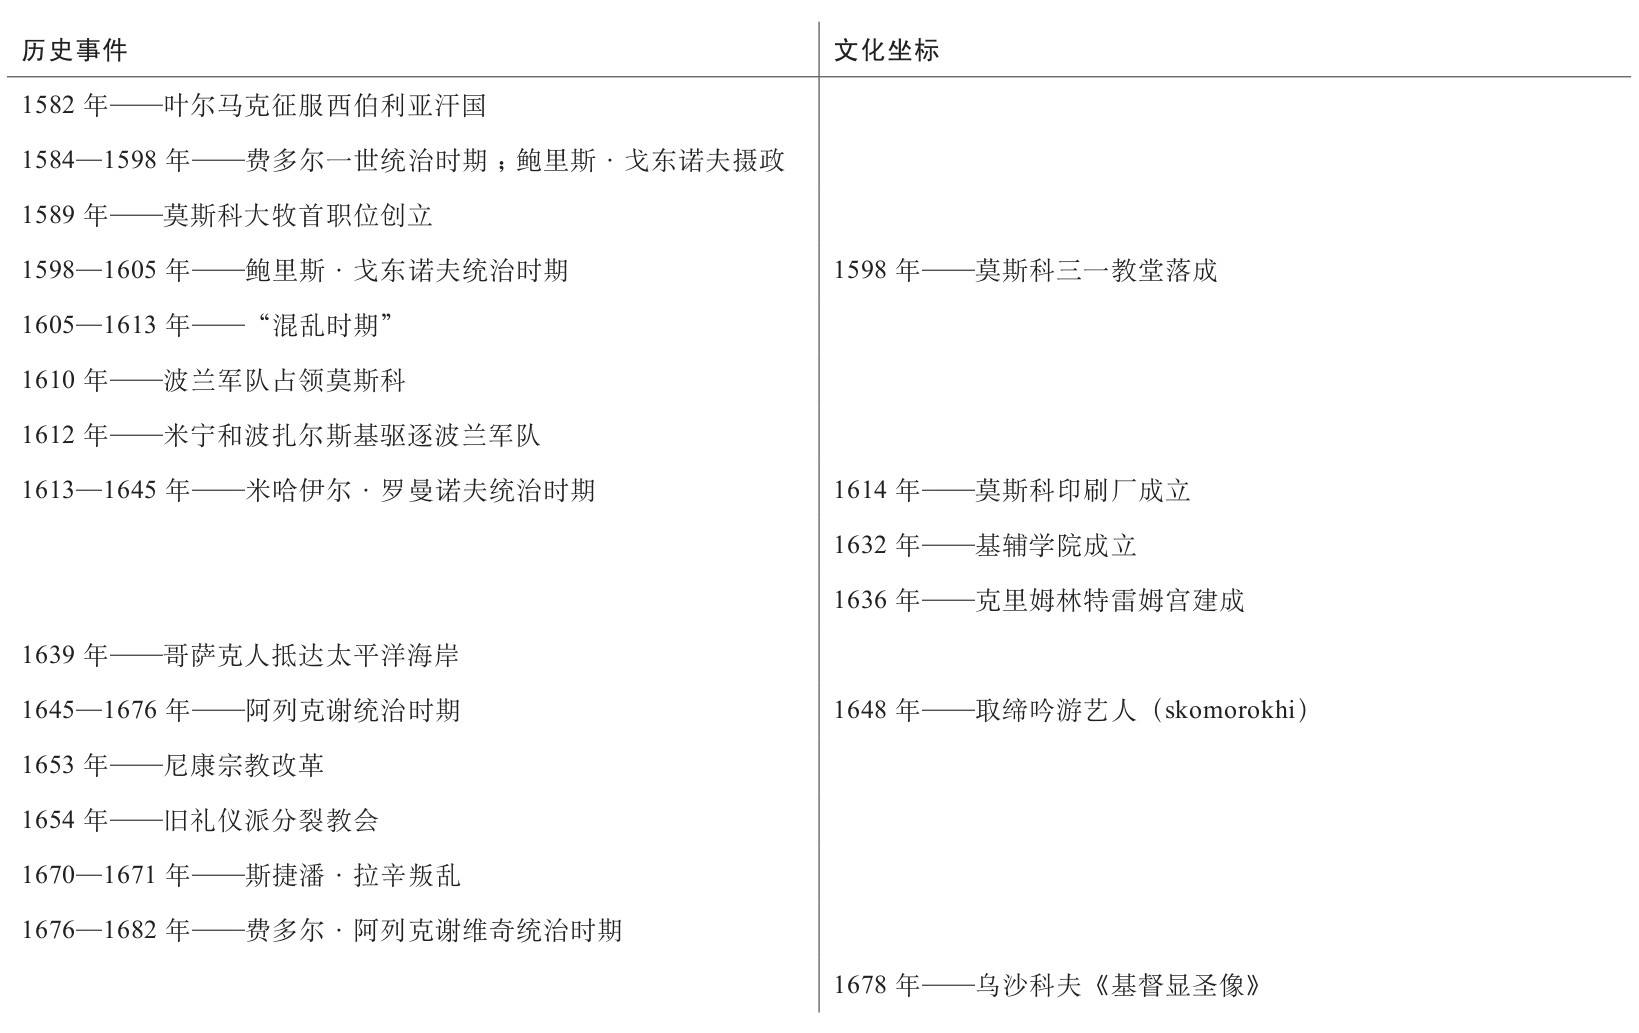 历史事件 文化坐标
1582 年——叶尔马克征服西伯利亚汗国
1584—1598 年——费多尔一世统治时期；鲍里斯·戈东诺夫摄政
1589 年——莫斯科大牧首职位创立
1598—1605 年——鲍里斯·戈东诺夫统治时期 1598 年——莫斯科三一教堂落成
1605—1613 年——“混乱时期”
1610 年——波兰军队占领莫斯科
1612 年——米宁和波扎尔斯基驱逐波兰军队
1613—1645 年——米哈伊尔·罗曼诺夫统治时期 1614 年——莫斯科印刷厂成立
1632 年——基辅学院成立
1636 年——克里姆林特雷姆宫建成
1639 年——哥萨克人抵达太平洋海岸
1645—1676 年——阿列克谢统治时期 1648 年——取缔吟游艺人（skomorokhi）
1653 年——尼康宗教改革
1654 年——旧礼仪派分裂教会
1670—1671 年——斯捷潘·拉辛叛乱
1676—1682 年——费多尔·阿列克谢维奇统治时期
1678 年——乌沙科夫《基督显圣像》